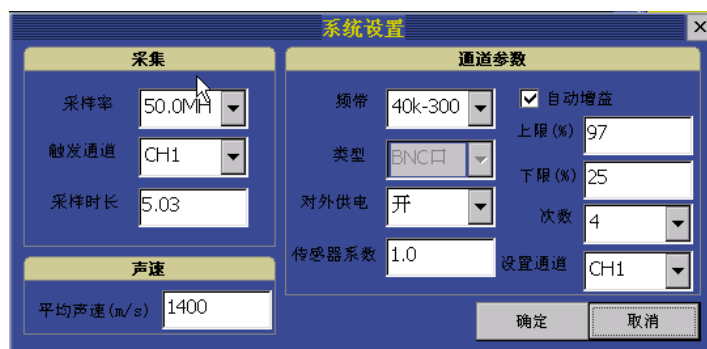 系统设置
采集
采样率 50.0MH
触发通道 CH1
采样时长 5.03
声速
平均声速(m/s) 1400
通道参数
频带 40k-300
类型 BNC口
对外供电 开
传感器系数 1.0
自动增益
上限(%) 97
下限(%) 25
次数 4
设置通道 CH1
确定 取消